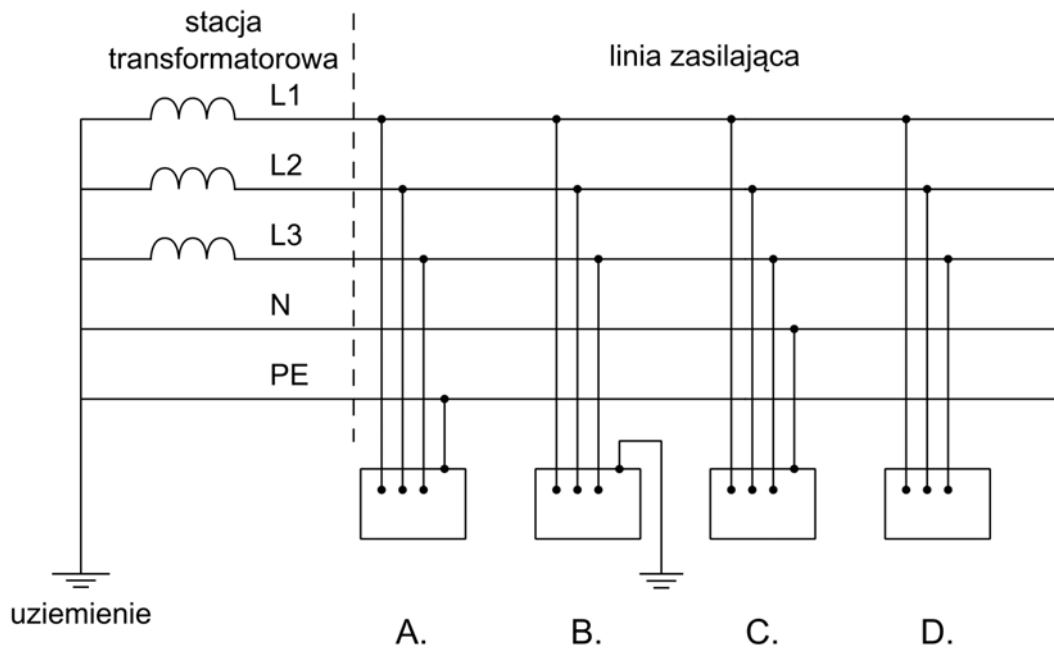 stacja
transformatorowa
linia zasilająca
L1
L2
L3
N
PE
uziemienie
A.
B.
C.
D.